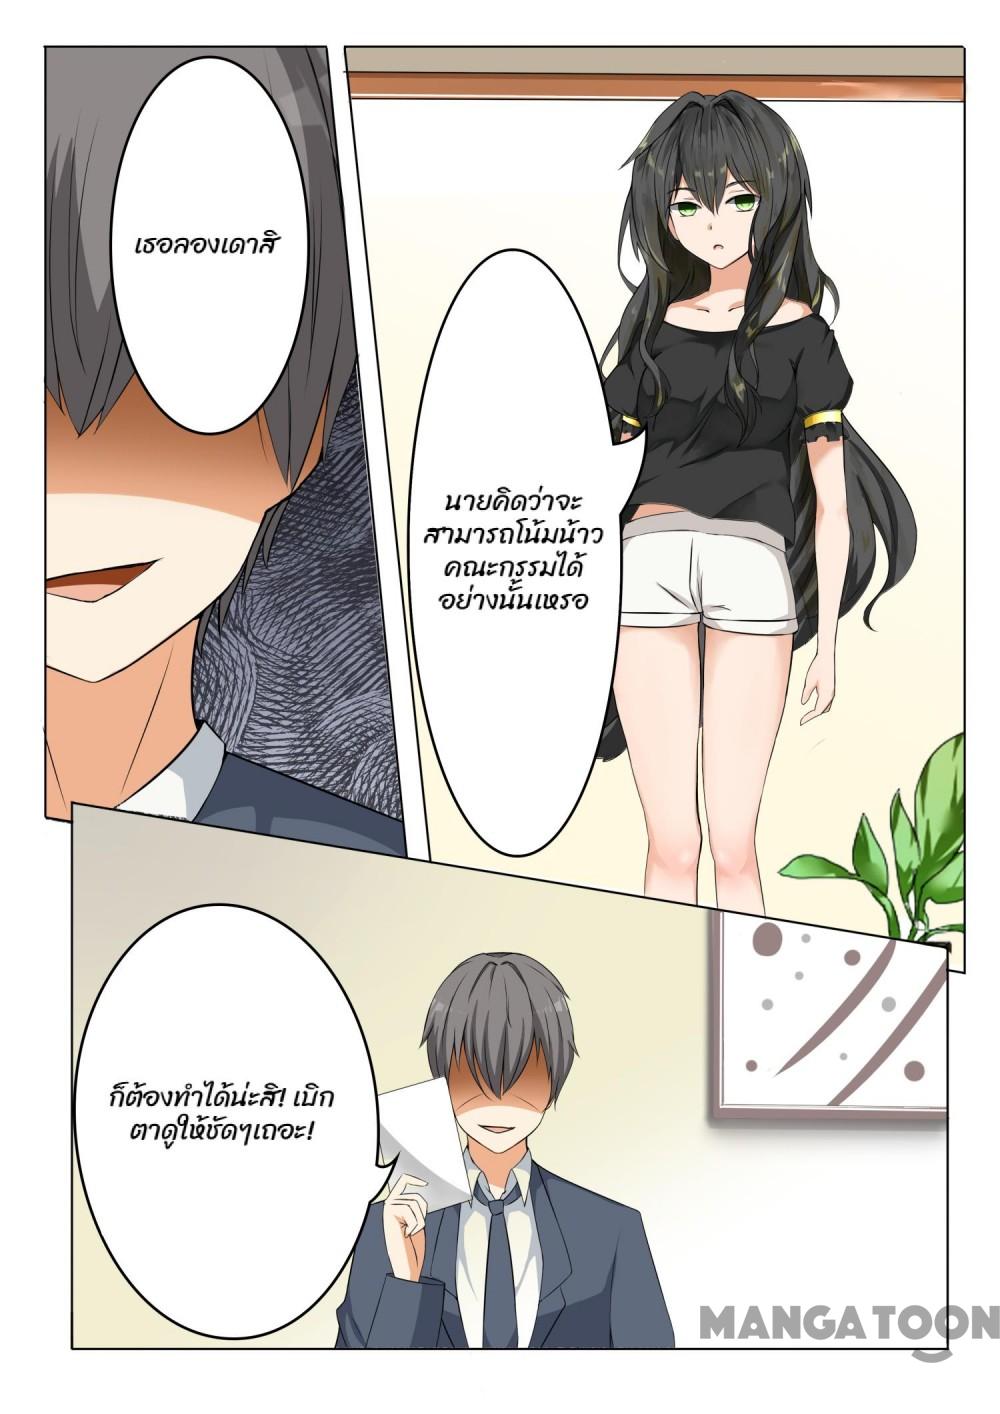 เธอลองเดาสิ
นายคิดว่าจะ
สามารถโน้มน้าว
คณะกรรมได้
อย่างนั้นเหรอ
ก็ต้องทำได้น่ะสิ! เบิก
ตาดูให้ชัดๆเถอะ!
MANGATOON